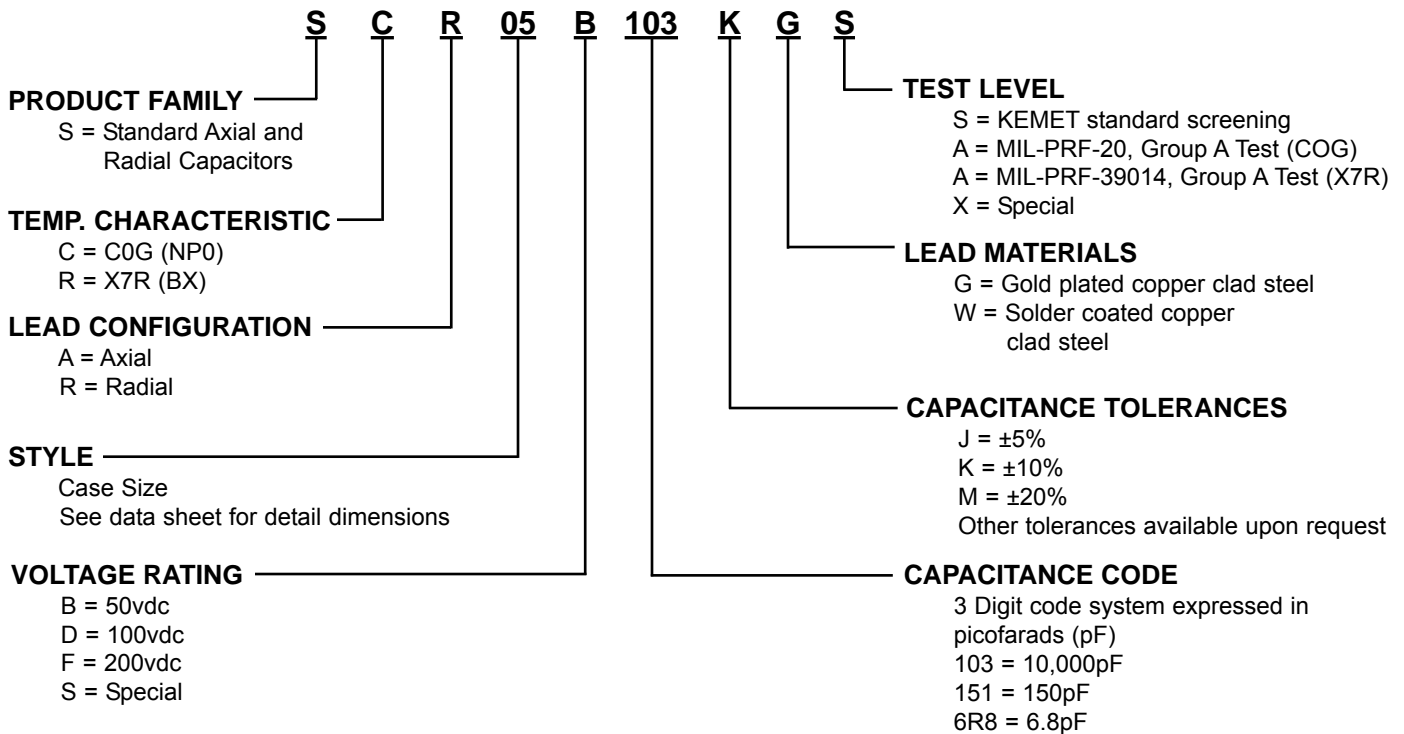 S C R 05 B 103 K G S
PRODUCT FAMILY
S = Standard Axial and
Radial Capacitors
TEMP. CHARACTERISTIC
C = C0G (NP0)
R = X7R (BX)
LEAD CONFIGURATION
A = Axial
R = Radial
STYLE
Case Size
See data sheet for detail dimensions
VOLTAGE RATING
B = 50vdc
D = 100vdc
F = 200vdc
S = Special
TEST LEVEL
S = KEMET standard screening
A = MIL-PRF-20, Group A Test (COG)
A = MIL-PRF-39014, Group A Test (X7R)
X = Special
LEAD MATERIALS
G = Gold plated copper clad steel
W = Solder coated copper
clad steel
CAPACITANCE TOLERANCES
J = ±5%
K = ±10%
M = ±20%
Other tolerances available upon request
CAPACITANCE CODE
3 Digit code system expressed in
picofarads (pF)
103 = 10,000pF
151 = 150pF
6R8 = 6.8pF